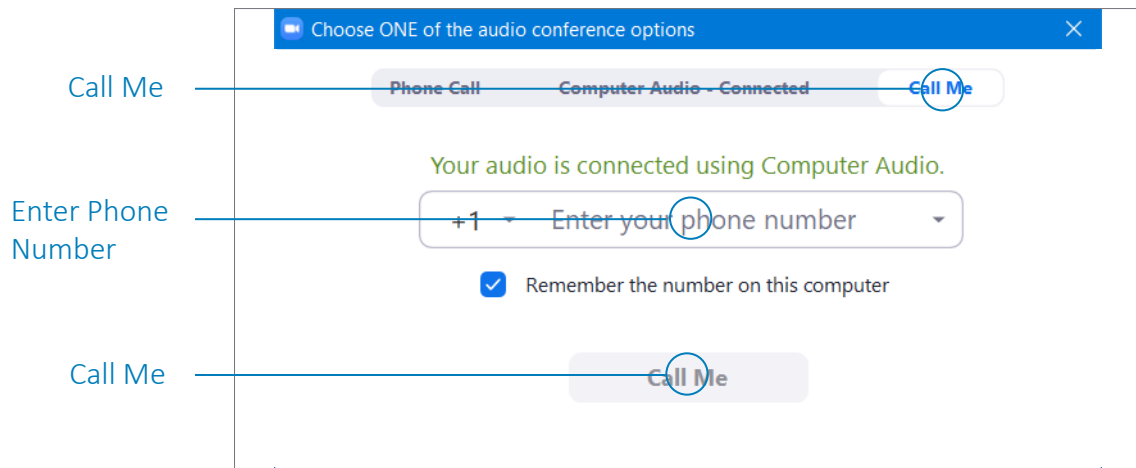 Choose ONE of the audio conference options
Call Me
Phone Call Computer Audio - Connected Call Me
Your audio is connected using Computer Audio.
Enter Phone
Number
+1 Enter your phone number
Remember the number on this computer
Call Me
Call Me